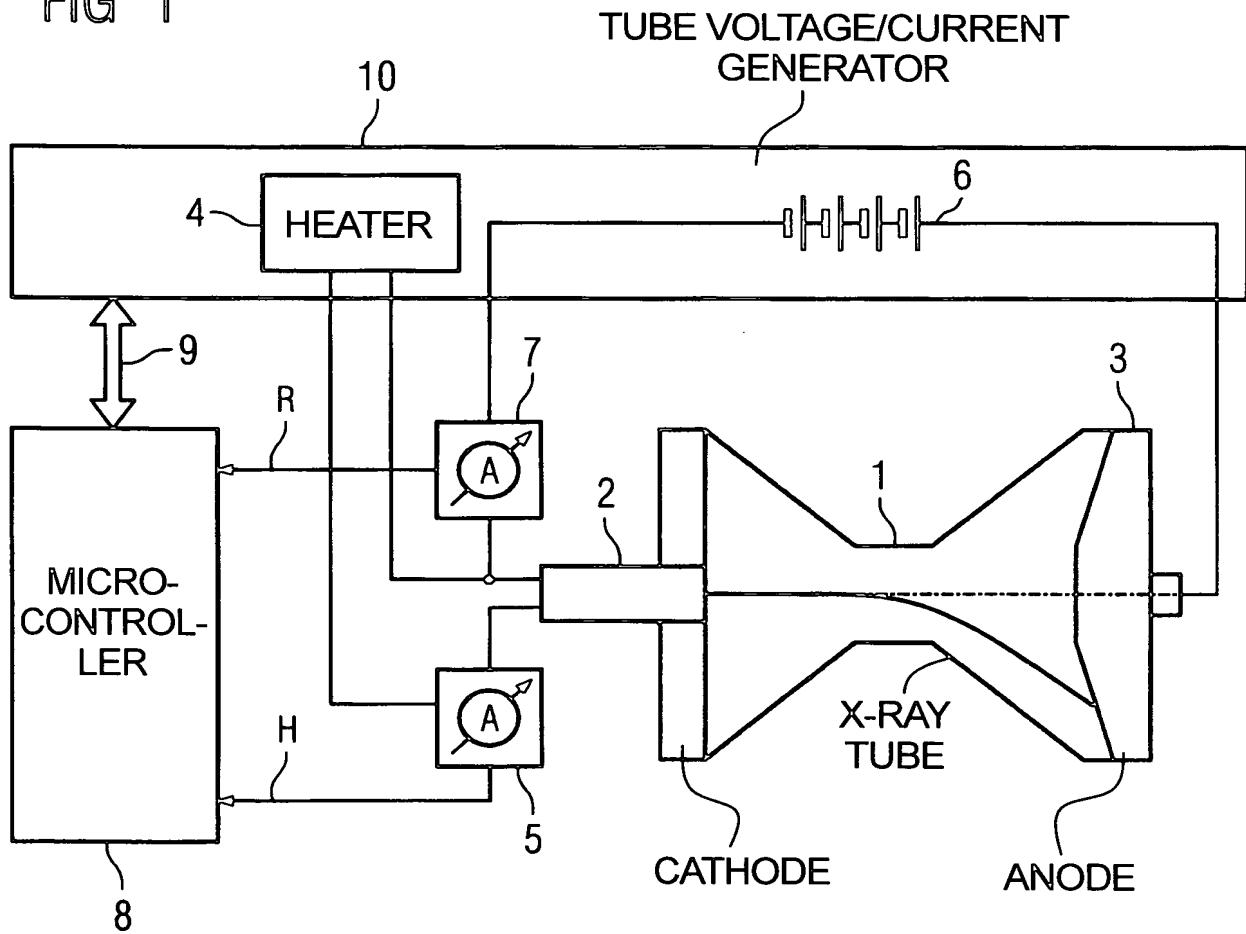 FIG 1
TUBE VOLTAGE/CURRENT
GENERATOR
10
4
HEATER
6
9
7
3
R
A
1
2
MICRO-
CONTROL-
LER
A
X-RAY
TUBE
H
5
CATHODE
ANODE
8